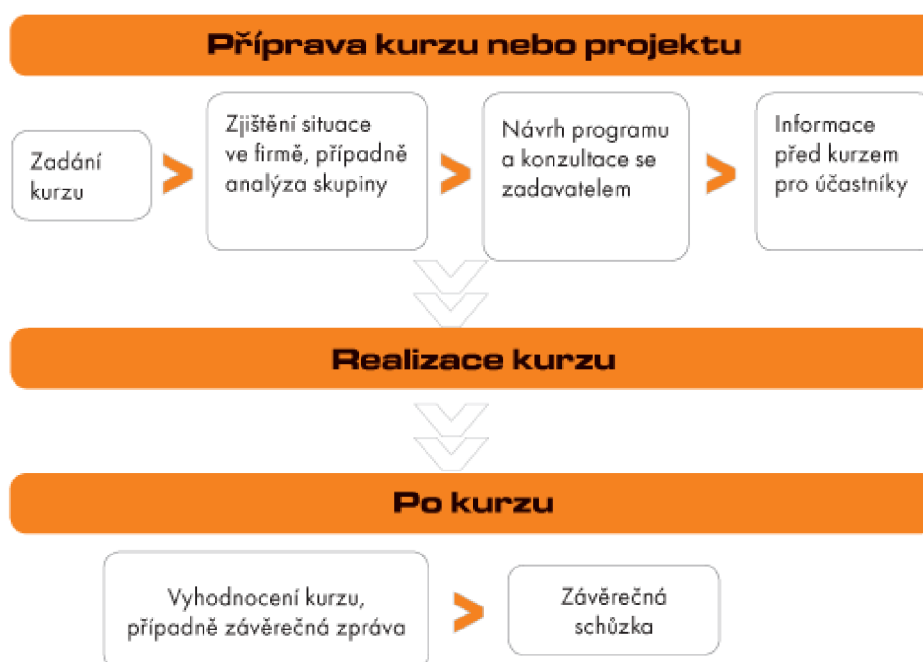 Příprava kurzu nebo projektu
Zadání
kurzu
Zjištění situace
ve firmě, případně
analýza skupiny
Návrh programu
a konzultace se
zadavatelem
Informace
před kurzem
pro účastníky
Realizace kurzu
Po kurzu
Vyhodnocení kurzu,
případně závěrečná zpráva
Závěrečná
schůzka